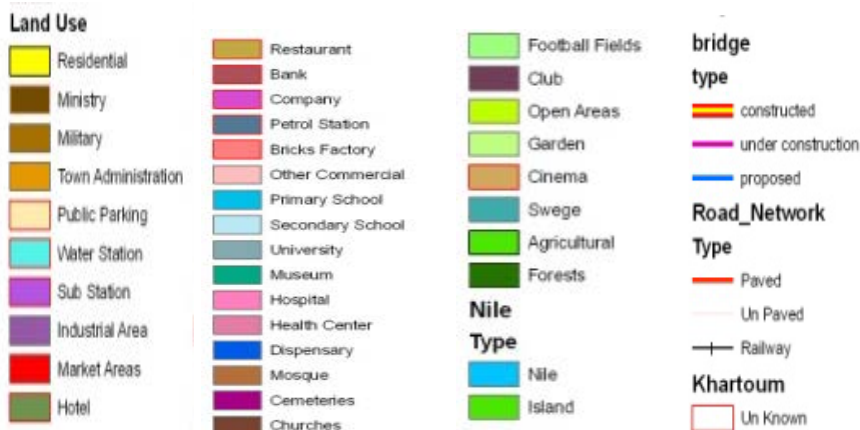 Land Use
Residential
Ministry
Military
Town Administration
Public Parking
Water Station
Sub Station
Industrial Area
Market Areas
Hotel
Restaurant
Bank
Company
Petrol Station
Bricks Factory
Other Commercial
Primary School
Secondary School
University
Museum
Hospital
Health Center
Dispensary
Mosque
Cemeteries
Churches
Football Fields
Club
Open Areas
Garden
Cinema
Swege
Agricultural
Forests
Nile
Type
Nile
Island
bridge
type
constructed
under construction
proposed
Road_Network
Type
Paved
Un Paved
Railway
Khartoum
Un Known